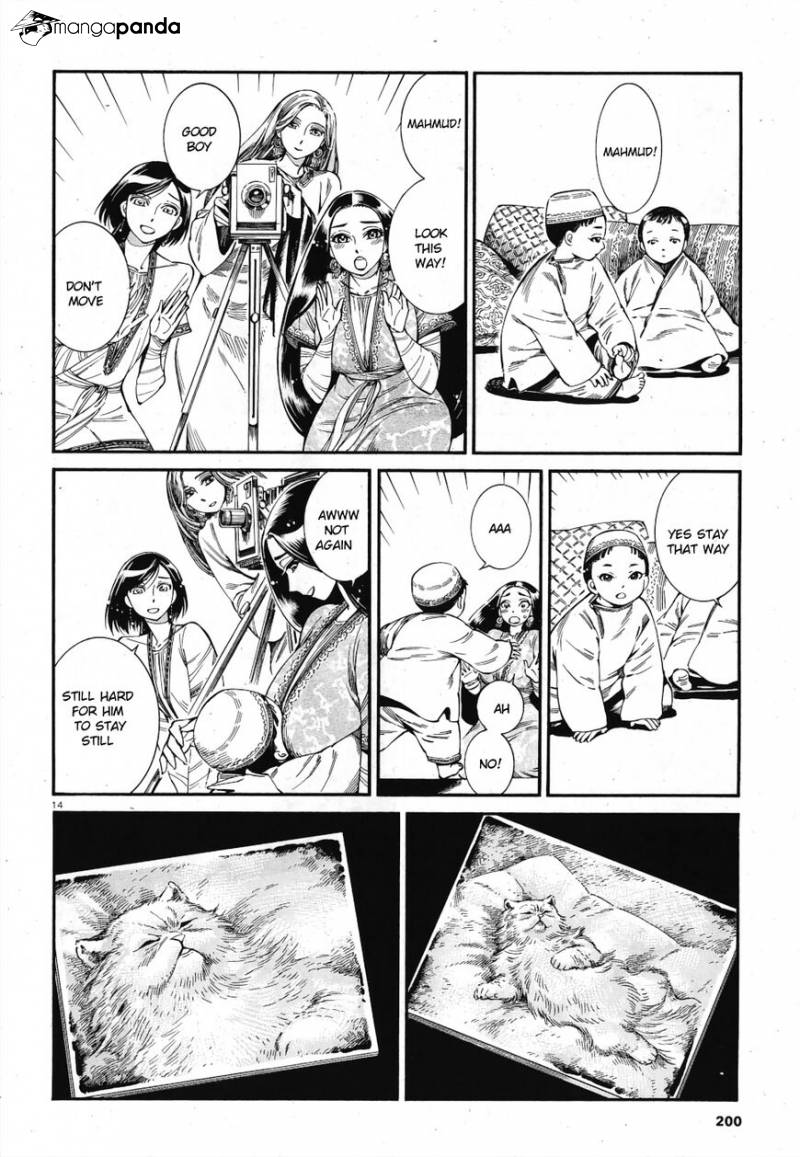 mangapanda
MAHMUD!
MAHMUD!
LOOK
THIS
WAY!
GOOD
BOY
DON'T
MOVE
YES STAY
THAT WAY
AAA
AH
NO!
AWWW
NOT
AGAIN
STILL HARD
FOR HIM
TO STAY
STILL
14
200